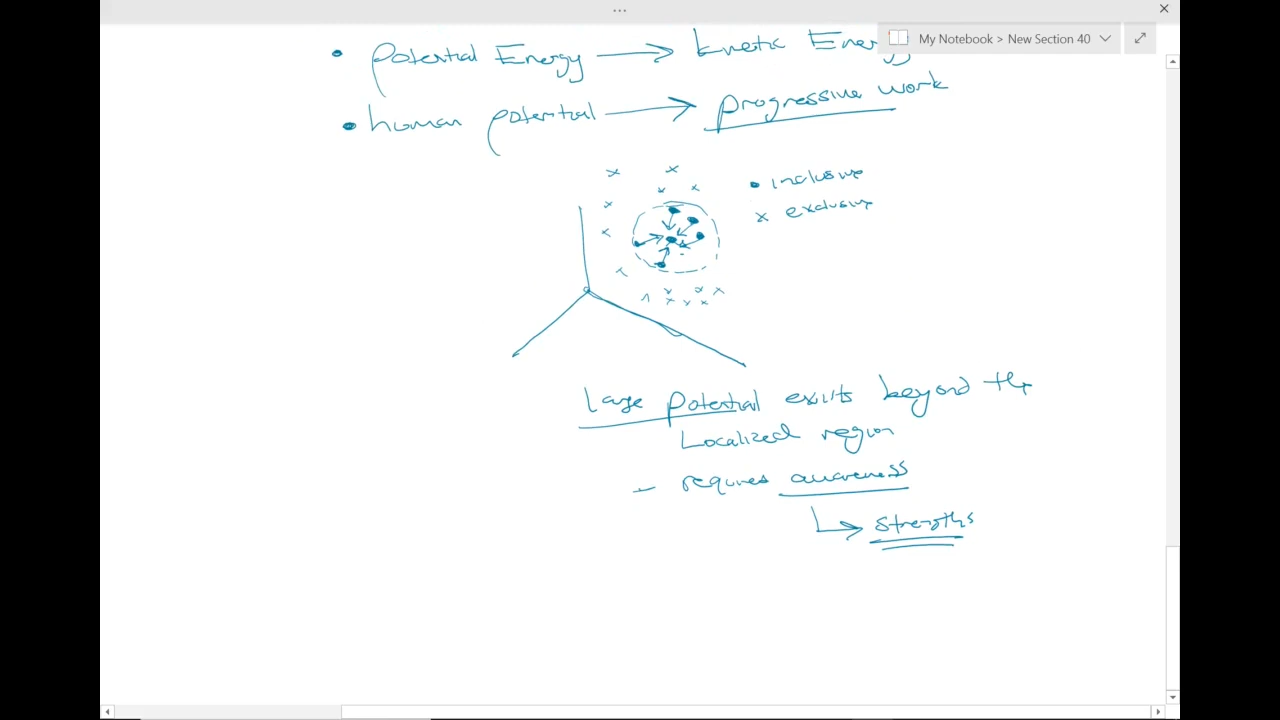 ...
My Notebook > New Section 40
• Potential Energy → kinetic Energy
• human potential → progressive work
• inclusive
x exclusive
Large potential exists beyond the
Localized region
- requires awareness
↳ strengths